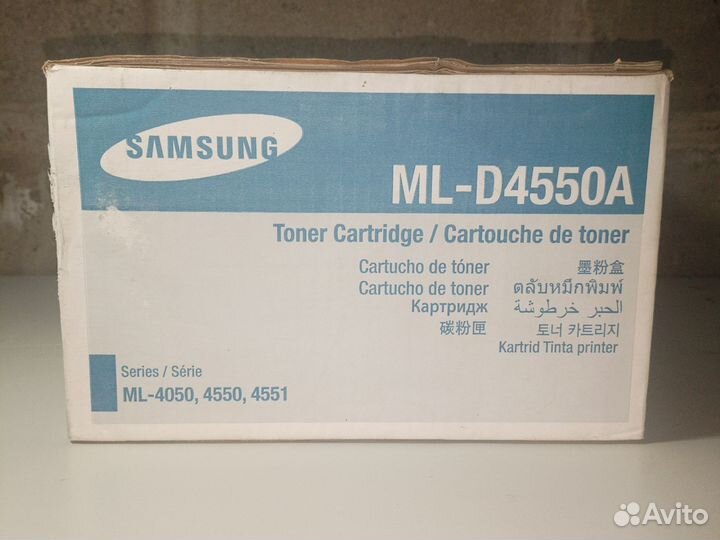 SAMSUNG
ML-D4550A
Toner Cartridge / Cartouche de toner
Cartucho de tóner
墨粉盒
Cartucho de toner
ตลับหมึกพิมพ์
Картридж
الحبر خرطوشة
碳粉匣
토너 카트리지
Kartrid Tinta printer
Series / Série
ML-4050, 4550, 4551
Avito